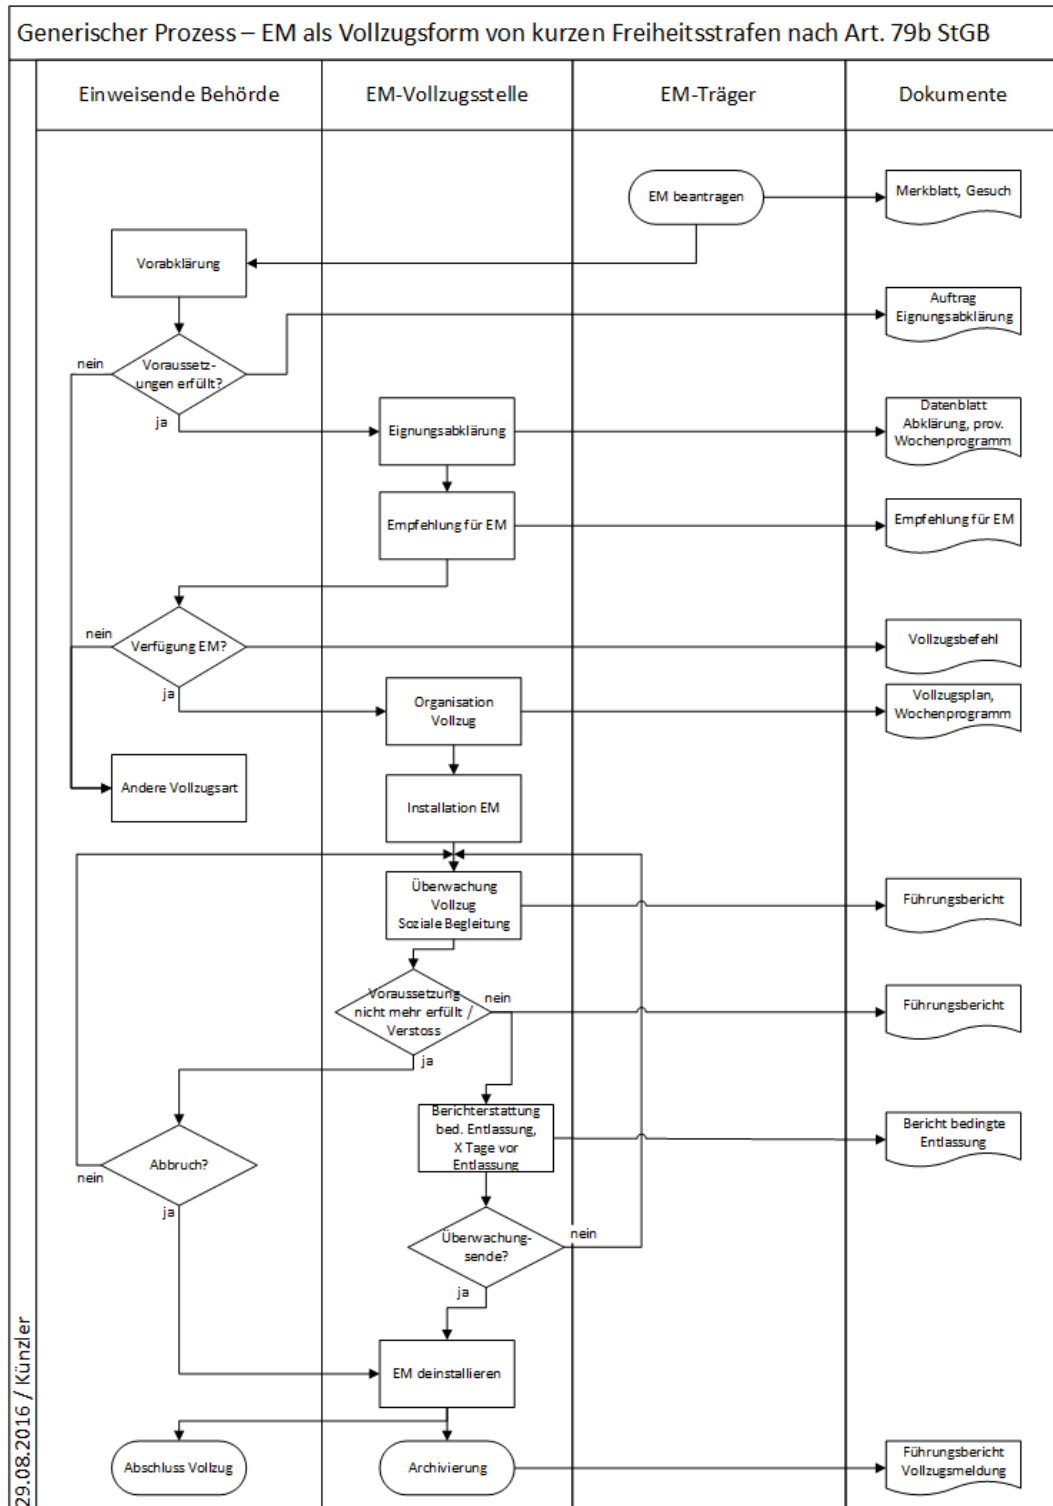 Generischer Prozess – EM als Vollzugsform von kurzen Freiheitsstrafen nach Art. 79b StGB
Einweisende Behörde
EM-Vollzugsstelle
EM-Träger
Dokumente
EM beantragen
Merkblatt, Gesuch
Vorabklärung
Auftrag
Eignungsabklärung
nein
Voraussetz-
ungen erfüllt?
ja
Eignungsabklärung
Datenblatt
Abklärung, prov.
Wochenprogramm
Empfehlung für EM
Empfehlung für EM
nein
Verfügung EM?
Vollzugsbefehl
ja
Organisation
Vollzug
Vollzugsplan,
Wochenprogramm
Andere Vollzugsart
Installation EM
Überwachung
Vollzug
Soziale Begleitung
Führungsbericht
Voraussetzung
nicht mehr erfüllt /
Verstoss
nein
Führungsbericht
ja
Berichterstattung
bed. Entlassung,
X Tage vor
Entlassung
Bericht bedingte
Entlassung
Abbruch?
nein
ja
Überwachung-
sende?
nein
ja
EM deinstallieren
Abschluss Vollzug
Archivierung
Führungsbericht
Vollzugsmeldung
29.08.2016 / Künzler